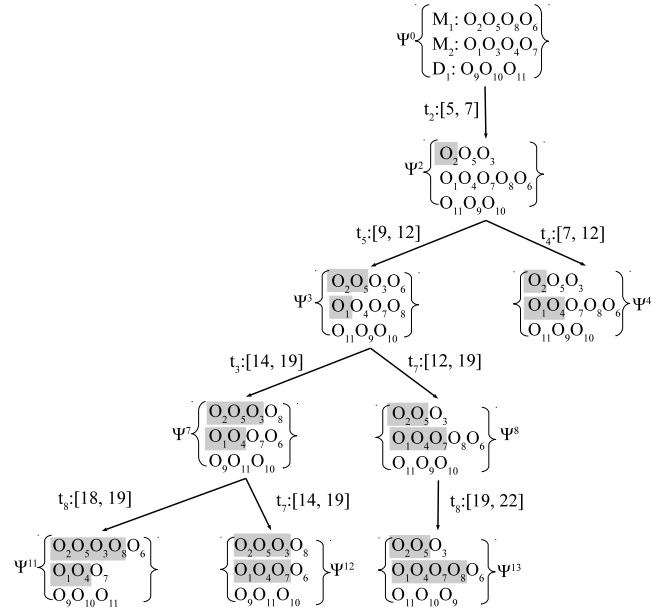 Ψ⁰
M₁: O₂O₅O₈O₆
M₂: O₁O₃O₄O₇
D₁: O₉O₁₀O₁₁
t₂:[5, 7]
Ψ²
O₂O₅O₃
O₁O₄O₇O₈O₆
O₁₁O₉O₁₀
t₅:[9, 12]
t₄:[7, 12]
Ψ³
O₂O₅O₃O₆
O₁O₄O₇O₈
O₁₁O₉O₁₀
O₂O₅O₃
O₁O₄O₇O₈O₆
O₁₁O₉O₁₀
Ψ⁴
t₃:[14, 19]
t₇:[12, 19]
Ψ⁷
O₂O₅O₃O₈
O₁O₄O₇O₆
O₉O₁₁O₁₀
O₂O₅O₃
O₁O₄O₇O₈O₆
O₁₁O₉O₁₀
Ψ⁸
t₈:[18, 19]
t₇:[14, 19]
t₈:[19, 22]
Ψ¹¹
O₂O₅O₃O₈O₆
O₁O₄O₇
O₉O₁₀O₁₁
O₂O₅O₃O₈
O₁O₄O₇O₆
O₉O₁₁O₁₀
Ψ¹²
O₂O₅O₃
O₁O₄O₇O₈O₆
O₁₁O₁₀O₉
Ψ¹³